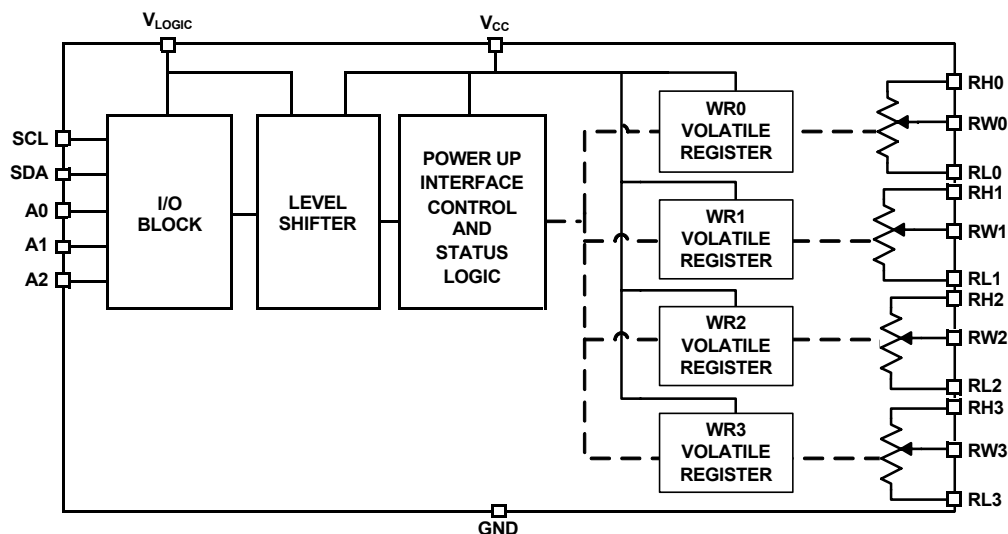 VLOGIC
VCC
SCL
SDA
A0
A1
A2
I/O
BLOCK
LEVEL
SHIFTER
POWER UP
INTERFACE
CONTROL
AND
STATUS
LOGIC
WR0
VOLATILE
REGISTER
WR1
VOLATILE
REGISTER
WR2
VOLATILE
REGISTER
WR3
VOLATILE
REGISTER
RH0
RW0
RL0
RH1
RW1
RL1
RH2
RW2
RL2
RH3
RW3
RL3
GND